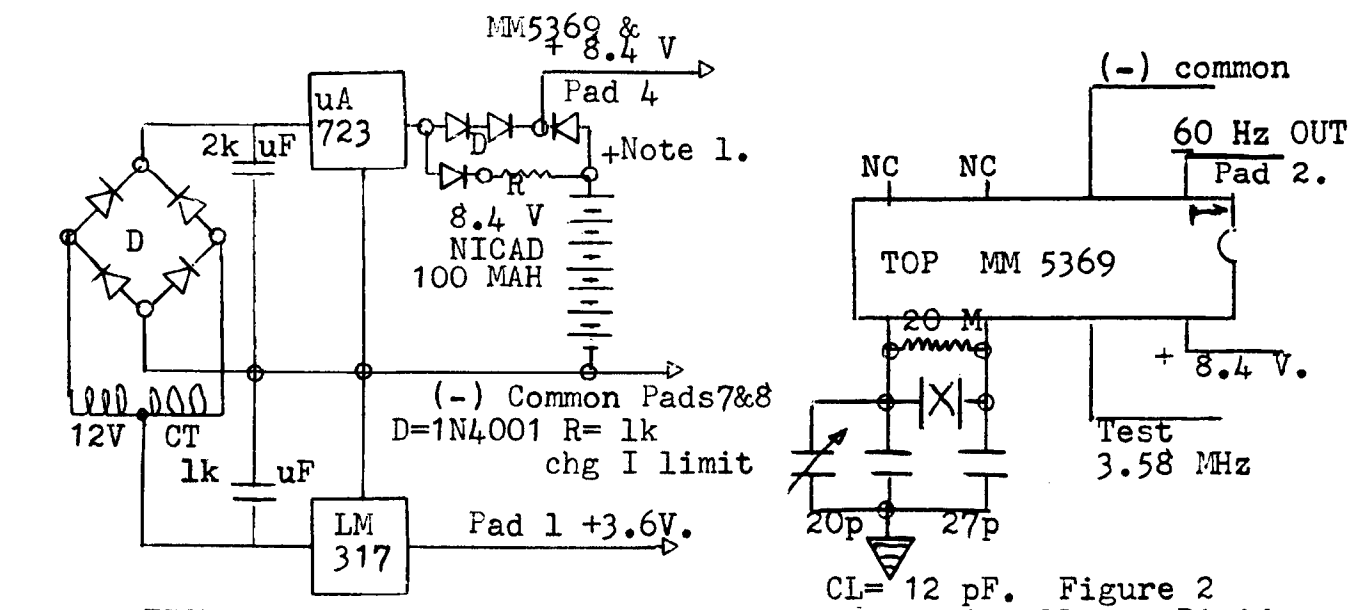 MM5369 &
+ 8.4 V
Pad 4
uA
723
2k uF
D
+Note 1.
R
D
8.4 V
NICAD
100 MAH
(-) Common Pads7&8
12V CT
D=1N4001 R= 1k
chg I limit
1k uF
LM
317
Pad 1 +3.6V.
(-) common
60 Hz OUT
Pad 2.
NC NC
TOP MM 5369
20 M
+ 8.4 V.
Test
3.58 MHz
20p 27p
CL= 12 pF. Figure 2